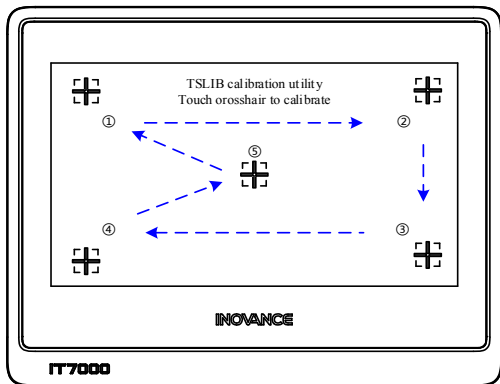 TSLIB calibration utility
Touch orosshair to calibrate
①
②
⑤
④
③
INOVANCE
IT7000